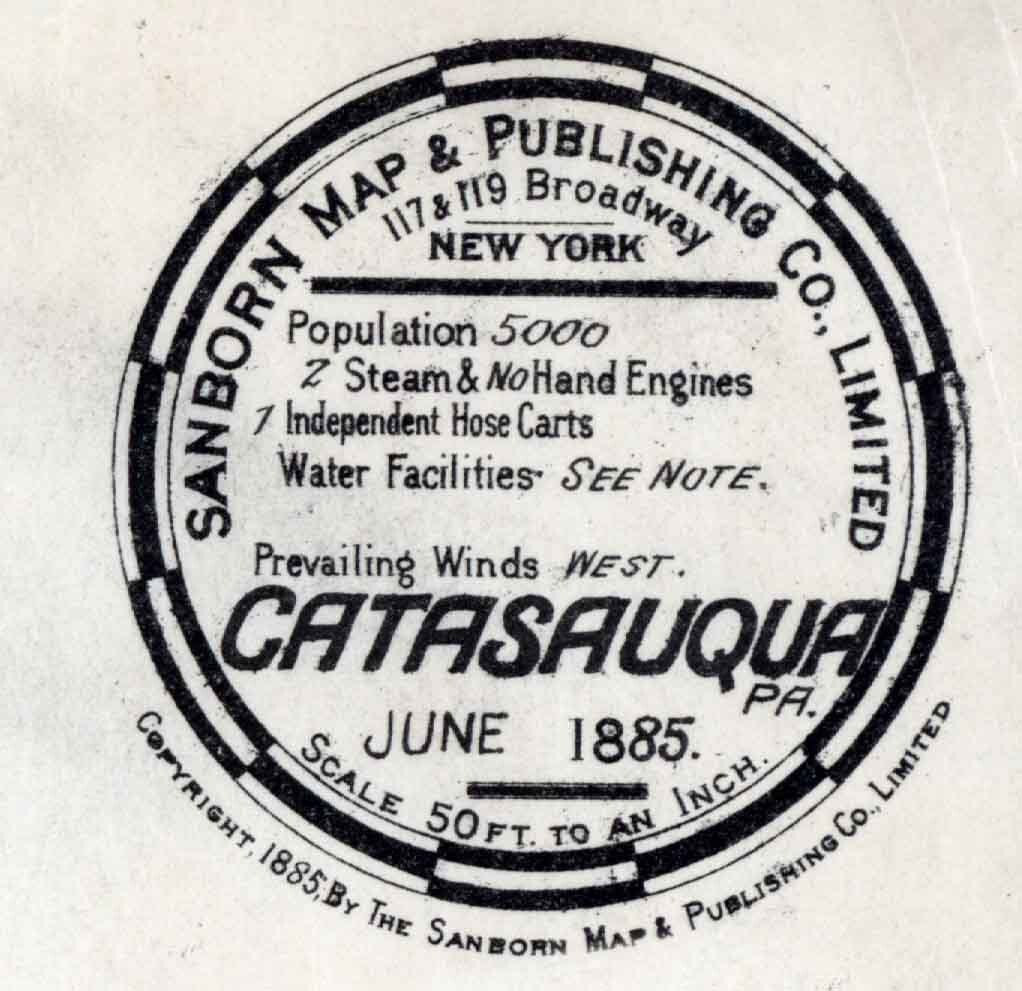 SANBORN MAP & PUBLISHING CO., LIMITED
117 & 119 Broadway
NEW YORK
Population 5000
2 Steam & No Hand Engines
1 Independent Hose Carts
Water Facilities SEE NOTE.
Prevailing Winds WEST.
CATASAUQUA
PA.
JUNE 1885.
SCALE 50 FT. TO AN INCH.
COPYRIGHT, 1885, BY THE SANBORN MAP & PUBLISHING CO., LIMITED